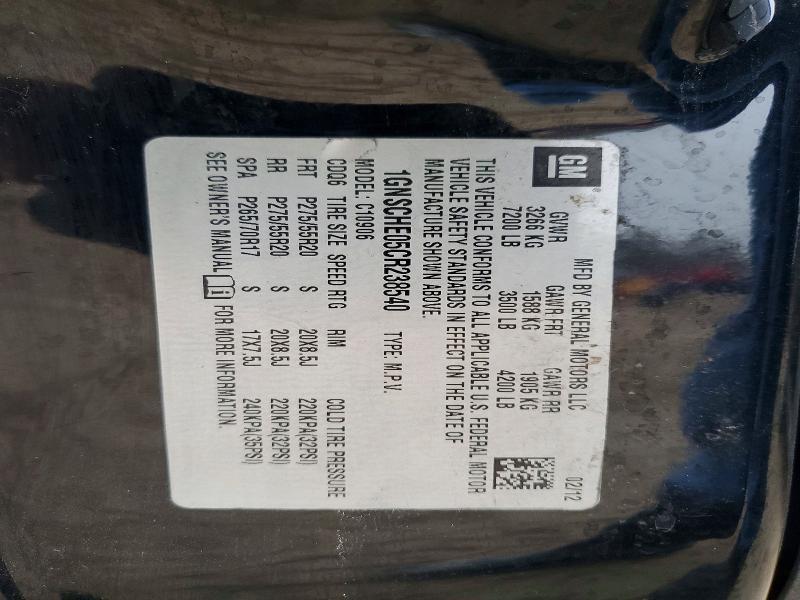 GM
MFD BY GENERAL MOTORS LLC 02/12
GVWR GAWR FRT GAWR RR
3266 KG 1588 KG 1905 KG
7200 LB 3500 LB 4200 LB
THIS VEHICLE CONFORMS TO ALL APPLICABLE U.S. FEDERAL MOTOR
VEHICLE SAFETY STANDARDS IN EFFECT ON THE DATE OF
MANUFACTURE SHOWN ABOVE.
1GNSCHE05CR238540 TYPE: M.P.V.
MODEL: C10906
CDQ6 TIRE SIZE SPEED RTG RIM COLD TIRE PRESSURE
FRT P275/55R20 S 20X8.5J 220KPA(32PSI)
RR P275/55R20 S 20X8.5J 220KPA(32PSI)
SPA P265/70R17 S 17X7.5J 240KPA(35PSI)
SEE OWNER'S MANUAL FOR MORE INFORMATION.